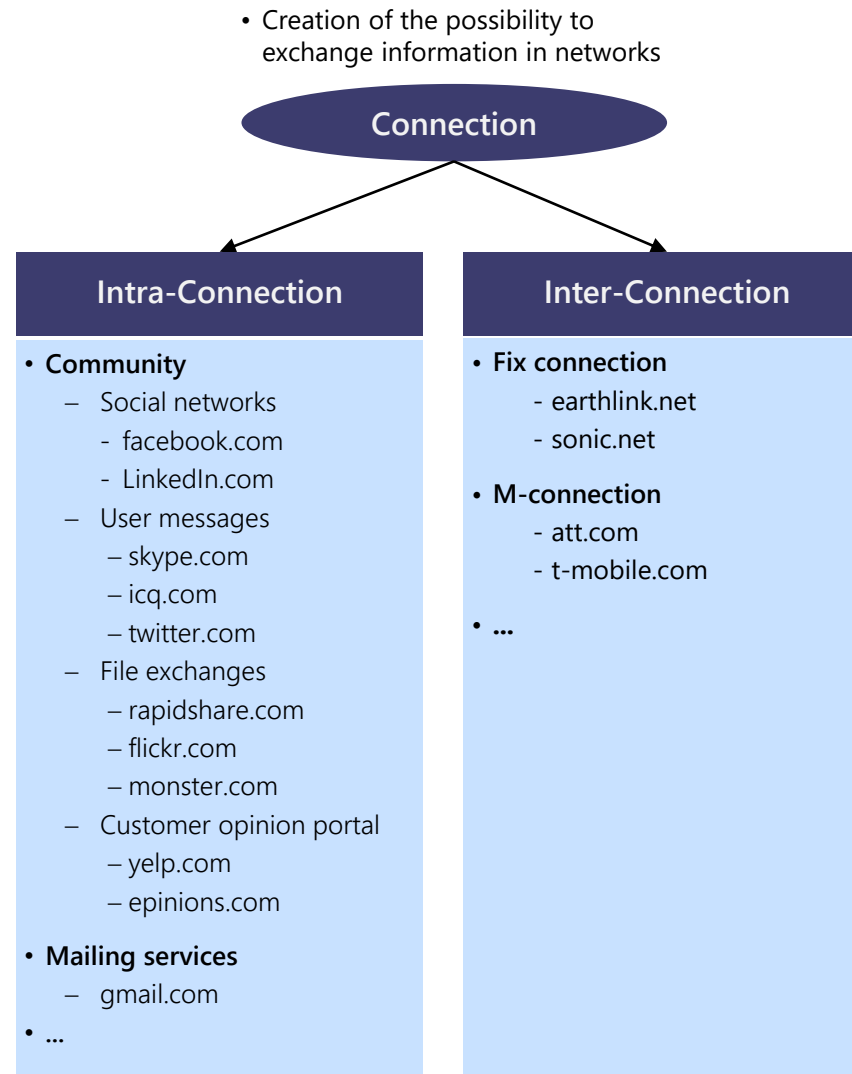 • Creation of the possibility to
exchange information in networks
Connection
Intra-Connection
• Community
– Social networks
- facebook.com
- LinkedIn.com
– User messages
– skype.com
– icq.com
– twitter.com
– File exchanges
– rapidshare.com
– flickr.com
– monster.com
– Customer opinion portal
– yelp.com
– epinions.com
• Mailing services
– gmail.com
• ...
Inter-Connection
• Fix connection
- earthlink.net
- sonic.net
• M-connection
- att.com
- t-mobile.com
• ...